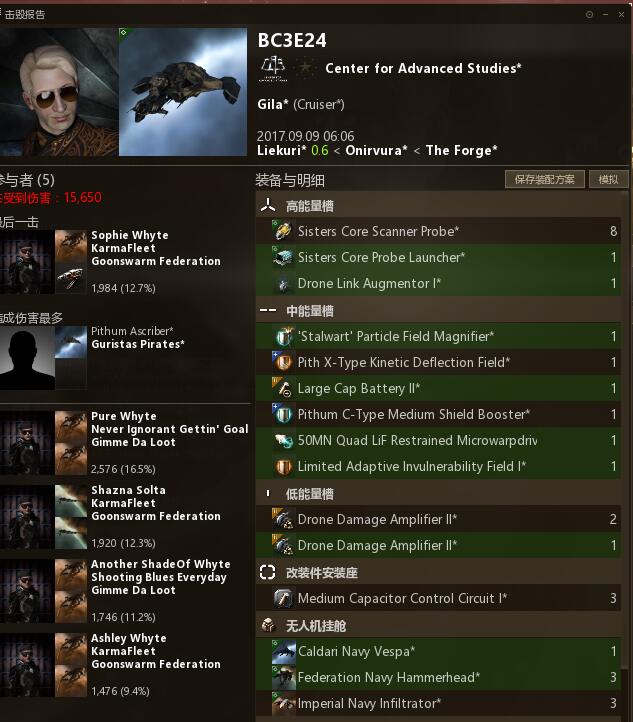 击毁报告
BC3E24
Center for Advanced Studies*
Gila* (Cruiser*)
2017.09.09 06:06
Liekuri* 0.6 < Onirvura* < The Forge*
参与者 (5)
受到伤害：15,650
最后一击
Sophie Whyte
KarmaFleet
Goonswarm Federation
1,984 (12.7%)
造成伤害最多
Pithum Ascriber*
Guristas Pirates*
Pure Whyte
Never Ignorant Gettin' Goal
Gimme Da Loot
2,576 (16.5%)
Shazna Solta
KarmaFleet
Goonswarm Federation
1,920 (12.3%)
Another ShadeOf Whyte
Shooting Blues Everyday
Gimme Da Loot
1,746 (11.2%)
Ashley Whyte
KarmaFleet
Goonswarm Federation
1,476 (9.4%)
装备与明细
保存装配方案
模拟
高能量槽
Sisters Core Scanner Probe* 8
Sisters Core Probe Launcher* 1
Drone Link Augmentor I* 1
中能量槽
'Stalwart' Particle Field Magnifier* 1
Pith X-Type Kinetic Deflection Field* 1
Large Cap Battery II* 1
Pithum C-Type Medium Shield Booster* 1
50MN Quad LiF Restrained Microwarpdriv 1
Limited Adaptive Invulnerability Field I* 1
低能量槽
Drone Damage Amplifier II* 2
Drone Damage Amplifier II* 1
改装件安装座
Medium Capacitor Control Circuit I* 3
无人机挂舱
Caldari Navy Vespa* 1
Federation Navy Hammerhead* 3
Imperial Navy Infiltrator* 3